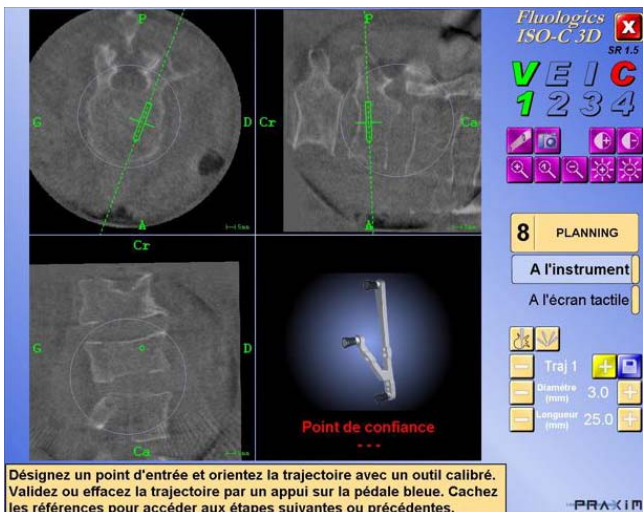 Fluologics
ISO-C 3D
SR 1.5
X
V E I C
1 2 3 4
P
G
D
A
P
Cr
Ca
A
Cr
G
D
Ca
8 PLANNING
A l'instrument
A l'écran tactile
Traj 1
Diamètre
(mm)
3.0
Longueur
(mm)
25.0
Point de confiance
- - -
Désignez un point d'entrée et orientez la trajectoire avec un outil calibré.
Validez ou effacez la trajectoire par un appui sur la pédale bleue. Cachez
les références pour accéder aux étapes suivantes ou précédentes.
PRAXIM